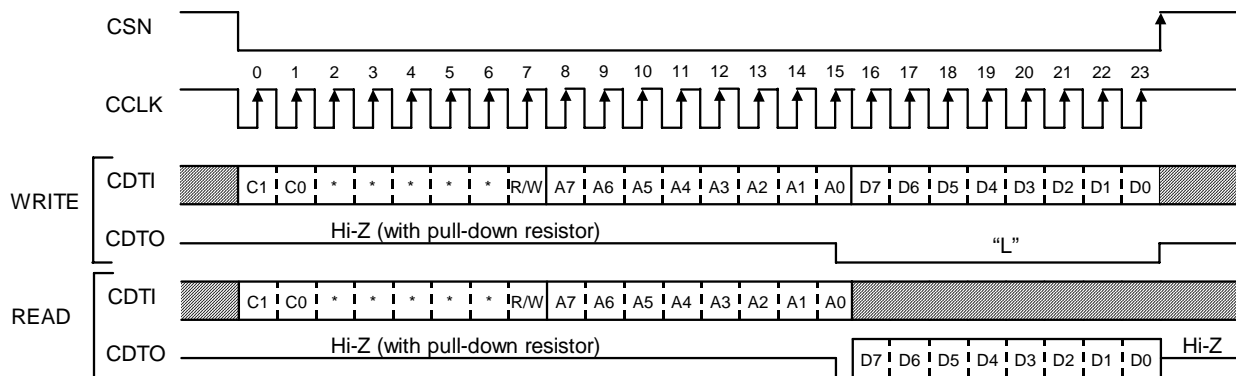 CSN
0 1 2 3 4 5 6 7 8 9 10 11 12 13 14 15 16 17 18 19 20 21 22 23
CCLK
WRITE
CDTI C1 C0 * * * * * R/W A7 A6 A5 A4 A3 A2 A1 A0 D7 D6 D5 D4 D3 D2 D1 D0
CDTO Hi-Z (with pull-down resistor) “L”
READ
CDTI C1 C0 * * * * * R/W A7 A6 A5 A4 A3 A2 A1 A0
CDTO Hi-Z (with pull-down resistor) D7 D6 D5 D4 D3 D2 D1 D0 Hi-Z